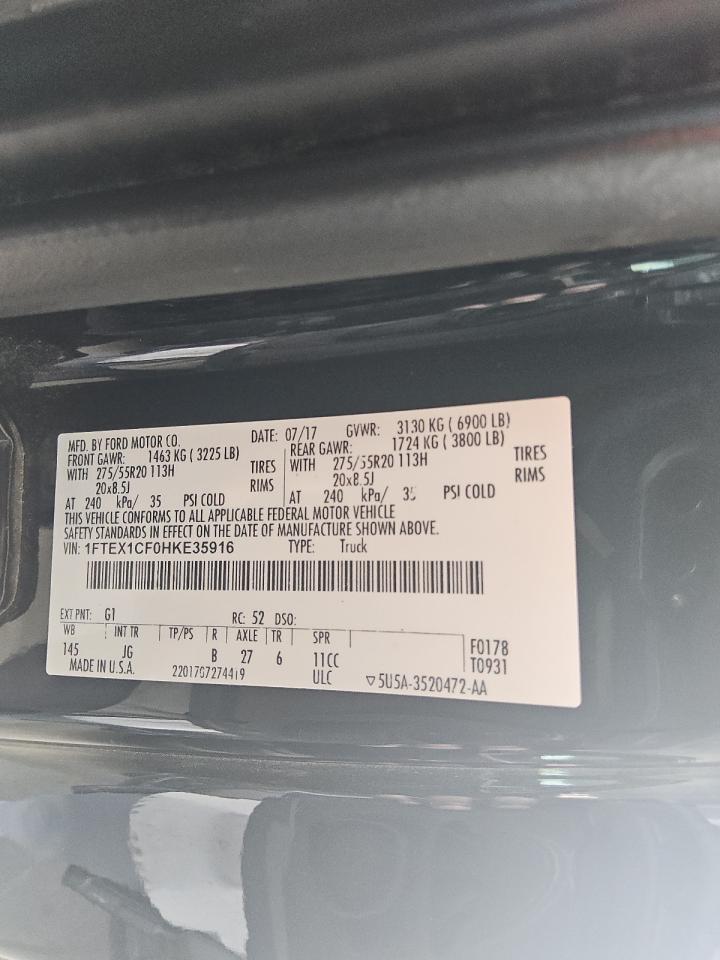 MFD. BY FORD MOTOR CO. DATE: 07/17 GVWR: 3130 KG ( 6900 LB)
FRONT GAWR: 1463 KG ( 3225 LB) REAR GAWR: 1724 KG ( 3800 LB)
WITH 275/55R20 113H TIRES WITH 275/55R20 113H TIRES
20x8.5J RIMS 20x8.5J RIMS
AT 240 kPa/ 35 PSI COLD AT 240 kPa/ 35 PSI COLD
THIS VEHICLE CONFORMS TO ALL APPLICABLE FEDERAL MOTOR VEHICLE
SAFETY STANDARDS IN EFFECT ON THE DATE OF MANUFACTURE SHOWN ABOVE.
VIN: 1FTEX1CF0HKE35916 TYPE: Truck
EXT PNT: G1 RC: 52 DSO:
WB INT TR TP/PS R AXLE TR SPR
145 JG B 27 6 11CC F0178
MADE IN U.S.A. 2201707274419 ULC ▽5U5A-3520472-AA T0931